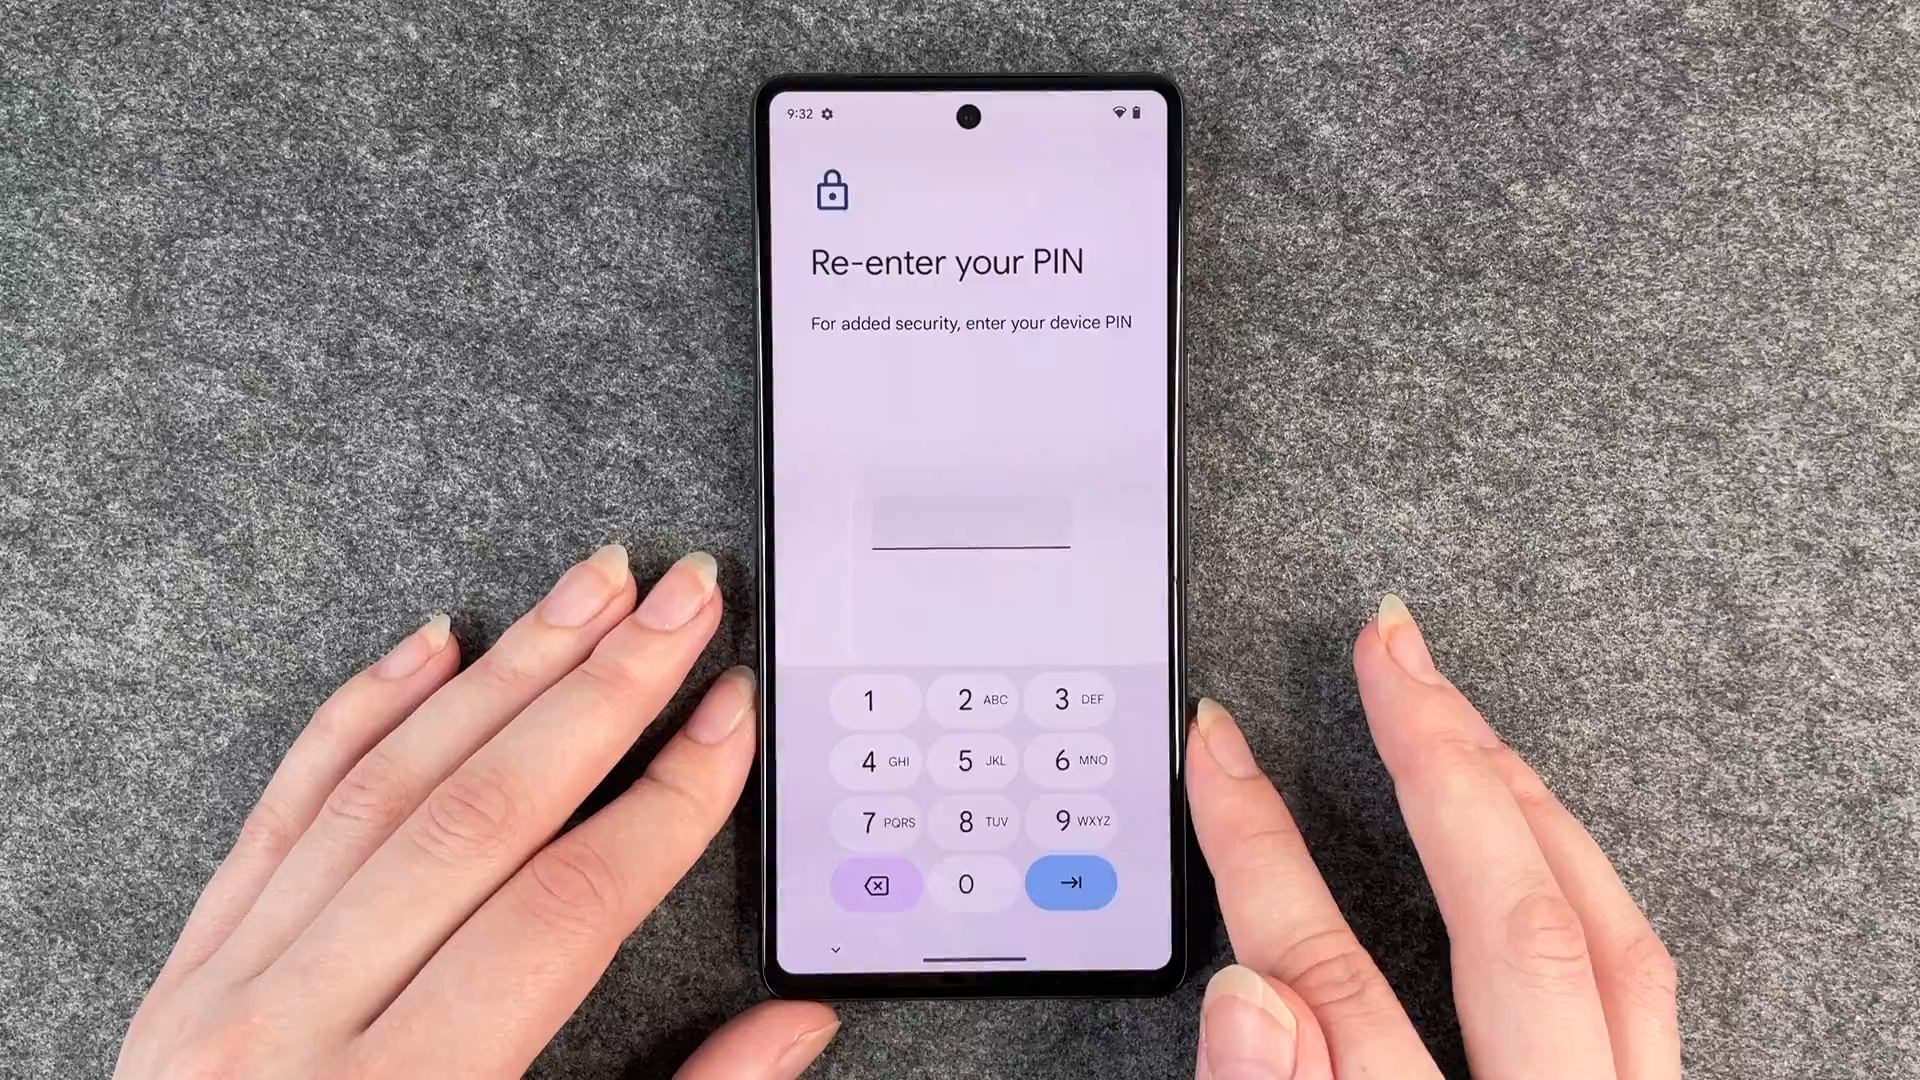 9:32
Re-enter your PIN
For added security, enter your device PIN
1 2 ABC 3 DEF
4 GHI 5 JKL 6 MNO
7 PQRS 8 TUV 9 WXYZ
0